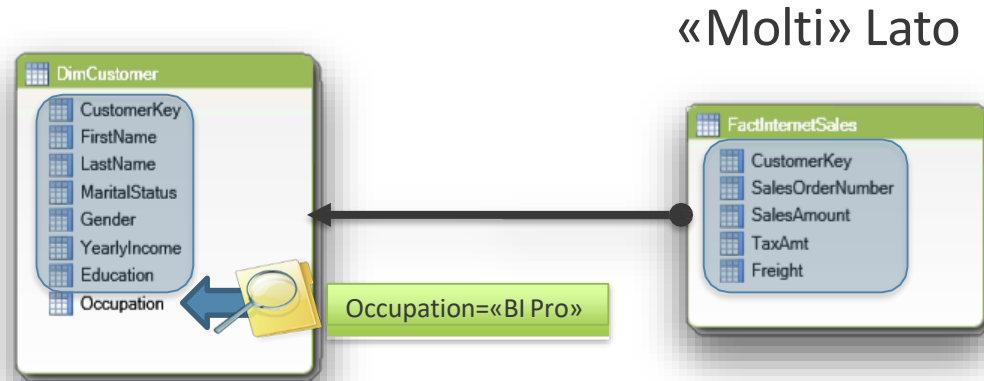 «Molti» Lato
DimCustomer
CustomerKey
FirstName
LastName
MaritalStatus
Gender
YearlyIncome
Education
Occupation
Occupation=«BI Pro»
FactInternetSales
CustomerKey
SalesOrderNumber
SalesAmount
TaxAmt
Freight